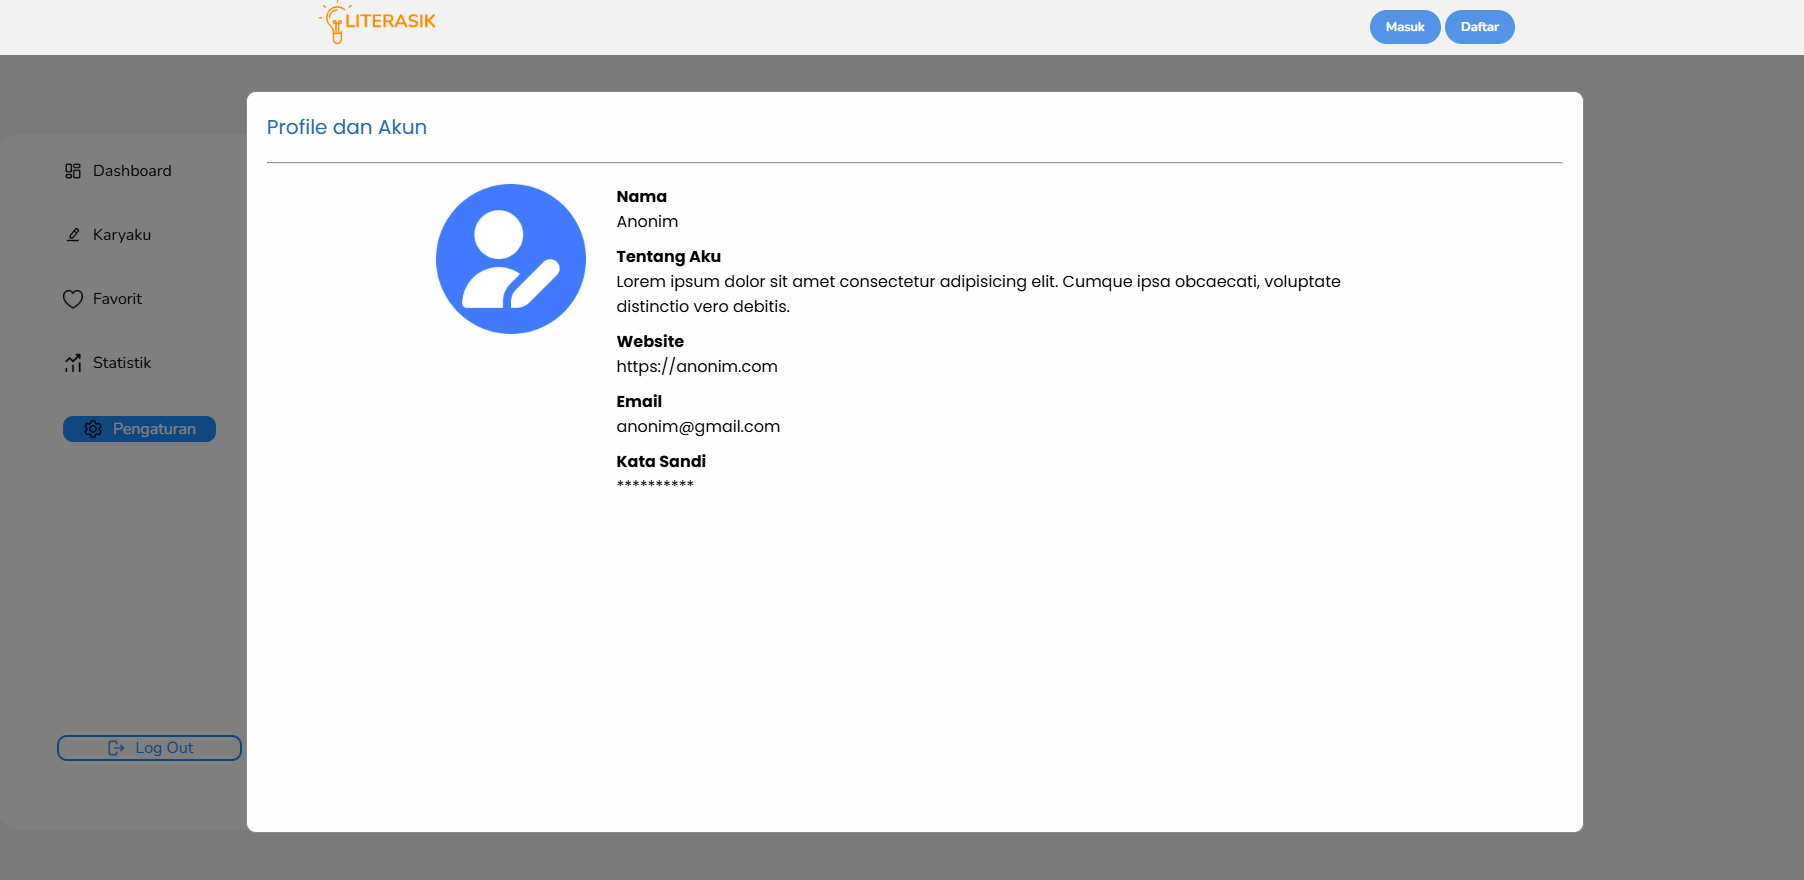 LITERASIK
Masuk
Daftar
Dashboard
Karyaku
Favorit
Statistik
Pengaturan
Log Out
Profile dan Akun
Nama
Anonim
Tentang Aku
Lorem ipsum dolor sit amet consectetur adipisicing elit. Cumque ipsa obcaecati, voluptate
distinctio vero debitis.
Website
https://anonim.com
Email
anonim@gmail.com
Kata Sandi
**********